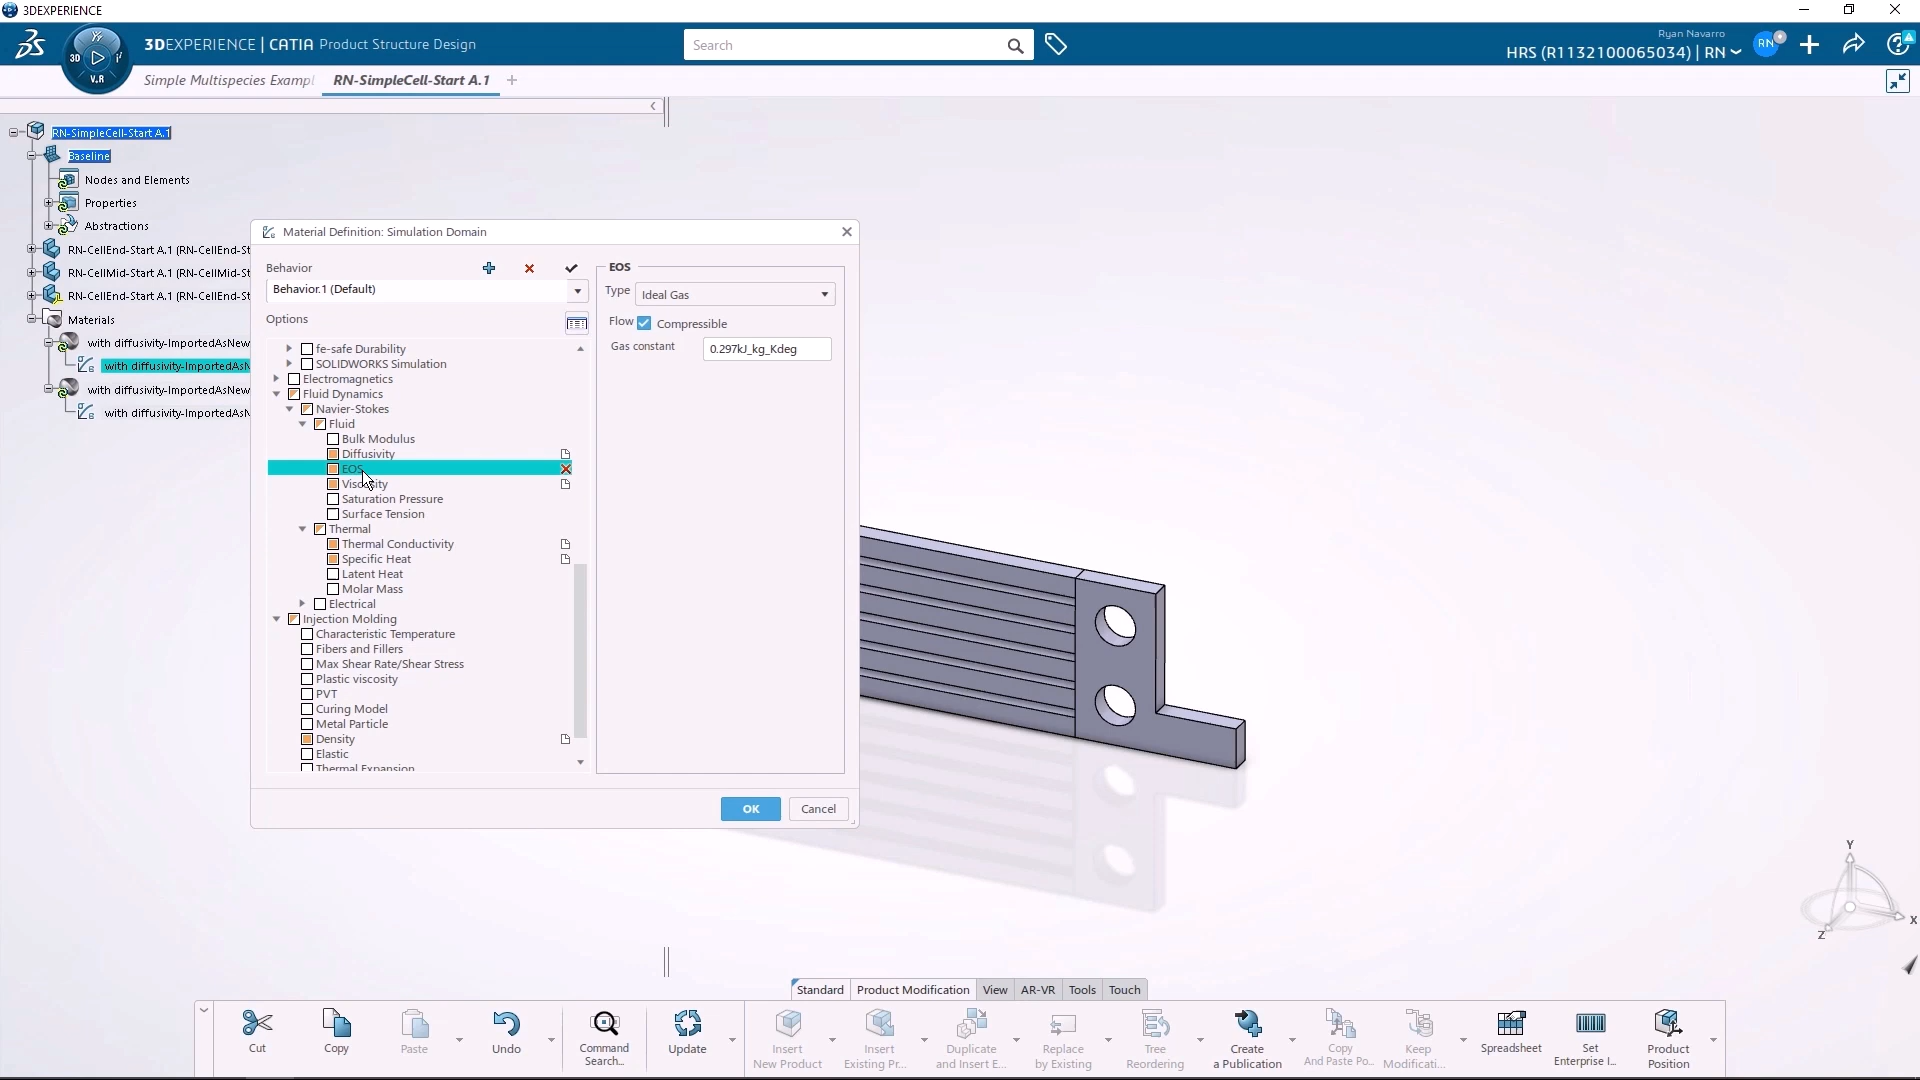 3DEXPERIENCE
3DEXPERIENCE | CATIA Product Structure Design
3D
V.R
Search
Ryan Navarro
HRS (R1132100065034) | RN
RN
Simple Multispecies Exampl
RN-SimpleCell-Start A.1
RN-SimpleCell-Start A.1
Baseline
Nodes and Elements
Properties
Abstractions
RN-CellEnd-Start A.1 (RN-CellEnd-St
RN-CellMid-Start A.1 (RN-CellMid-St
RN-CellEnd-Start A.1 (RN-CellEnd-St
Materials
with diffusivity-ImportedAsNew
with diffusivity-ImportedAsN
with diffusivity-ImportedAsNew
with diffusivity-ImportedAsN
Material Definition: Simulation Domain
Behavior
Behavior.1 (Default)
Options
fe-safe Durability
SOLIDWORKS Simulation
Electromagnetics
Fluid Dynamics
Navier-Stokes
Fluid
Bulk Modulus
Diffusivity
EOS
Viscosity
Saturation Pressure
Surface Tension
Thermal
Thermal Conductivity
Specific Heat
Latent Heat
Molar Mass
Electrical
Injection Molding
Characteristic Temperature
Fibers and Fillers
Max Shear Rate/Shear Stress
Plastic viscosity
PVT
Curing Model
Metal Particle
Density
Elastic
Thermal Expansion
EOS
Type Ideal Gas
Flow Compressible
Gas constant 0.297kJ_kg_Kdeg
OK Cancel
Y
X
Z
Standard Product Modification View AR-VR Tools Touch
Cut
Copy
Paste
Undo
Command
Search...
Update
Insert
New Product
Insert
Existing Pr...
Duplicate
and Insert E...
Replace
by Existing
Tree
Reordering
Create
a Publication
Copy
And Paste Po...
Keep
Modificati...
Spreadsheet
Set
Enterprise I...
Product
Position